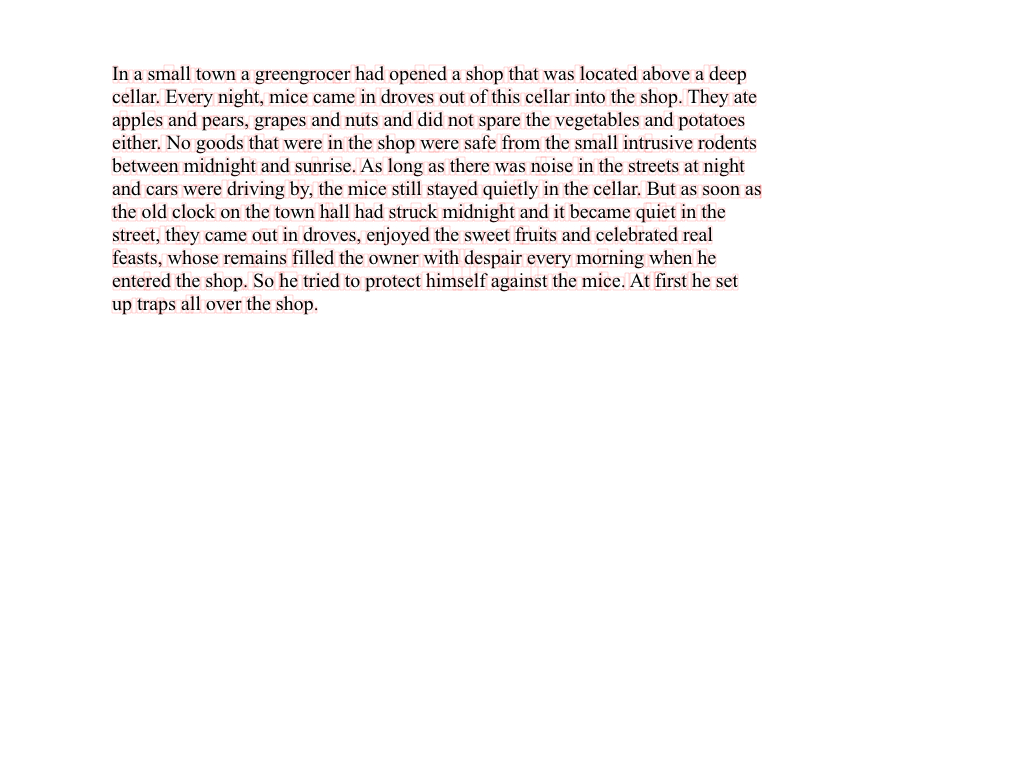 In a small town a greengrocer had opened a shop that was located above a deep
cellar. Every night, mice came in droves out of this cellar into the shop. They ate
apples and pears, grapes and nuts and did not spare the vegetables and potatoes
either. No goods that were in the shop were safe from the small intrusive rodents
between midnight and sunrise. As long as there was noise in the streets at night
and cars were driving by, the mice still stayed quietly in the cellar. But as soon as
the old clock on the town hall had struck midnight and it became quiet in the
street, they came out in droves, enjoyed the sweet fruits and celebrated real
feasts, whose remains filled the owner with despair every morning when he
entered the shop. So he tried to protect himself against the mice. At first he set
up traps all over the shop.